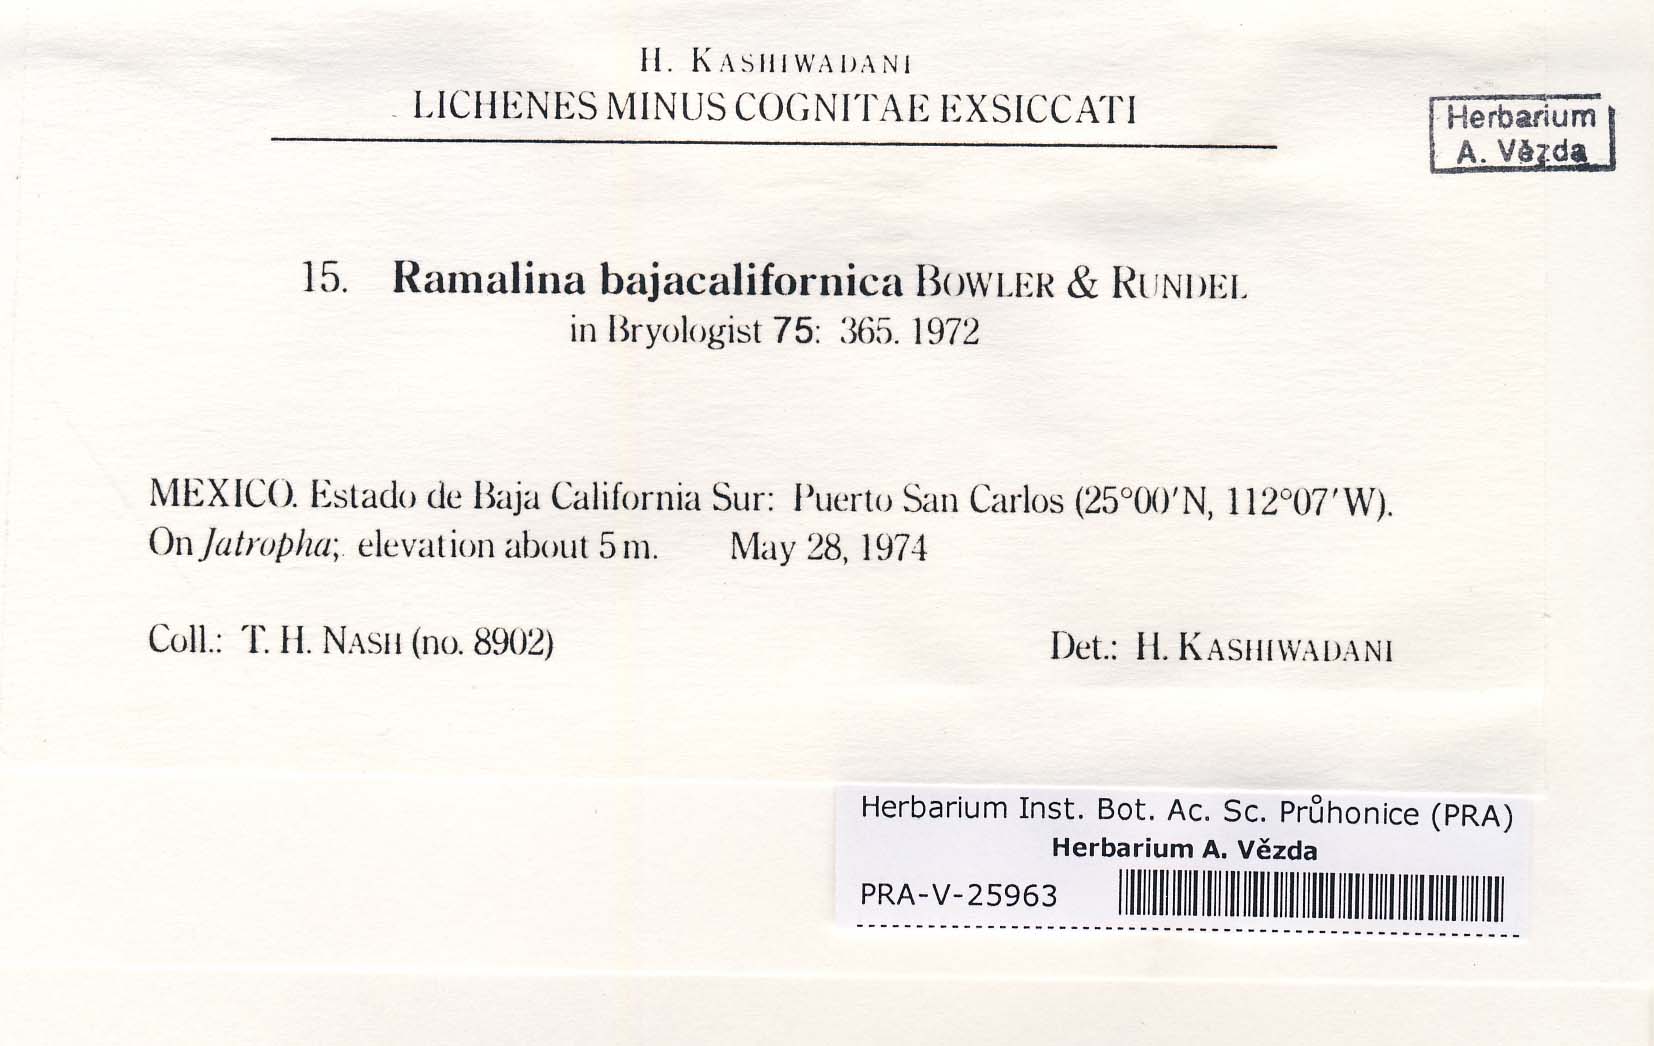 H. KASHIWADANI
LICHENES MINUS COGNITAE EXSICCATI
Herbarium
A. Vězda
15. Ramalina bajacalifornica BOWLER & RUNDEL
in Bryologist 75: 365. 1972
MEXICO. Estado de Baja California Sur: Puerto San Carlos (25°00′N, 112°07′W).
On Jatropha; elevation about 5 m. May 28, 1974
Coll.: T. H. NASH (no. 8902) Det.: H. KASHIWADANI
Herbarium Inst. Bot. Ac. Sc. Průhonice (PRA)
Herbarium A. Vězda
PRA-V-25963